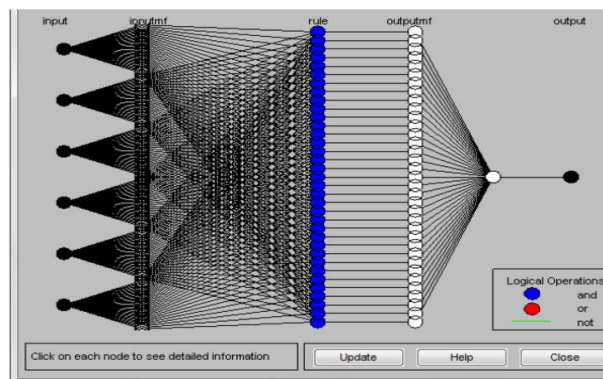 input inputmf rule outputmf output
Logical Operations
and
or
not
Click on each node to see detailed information
Update Help Close